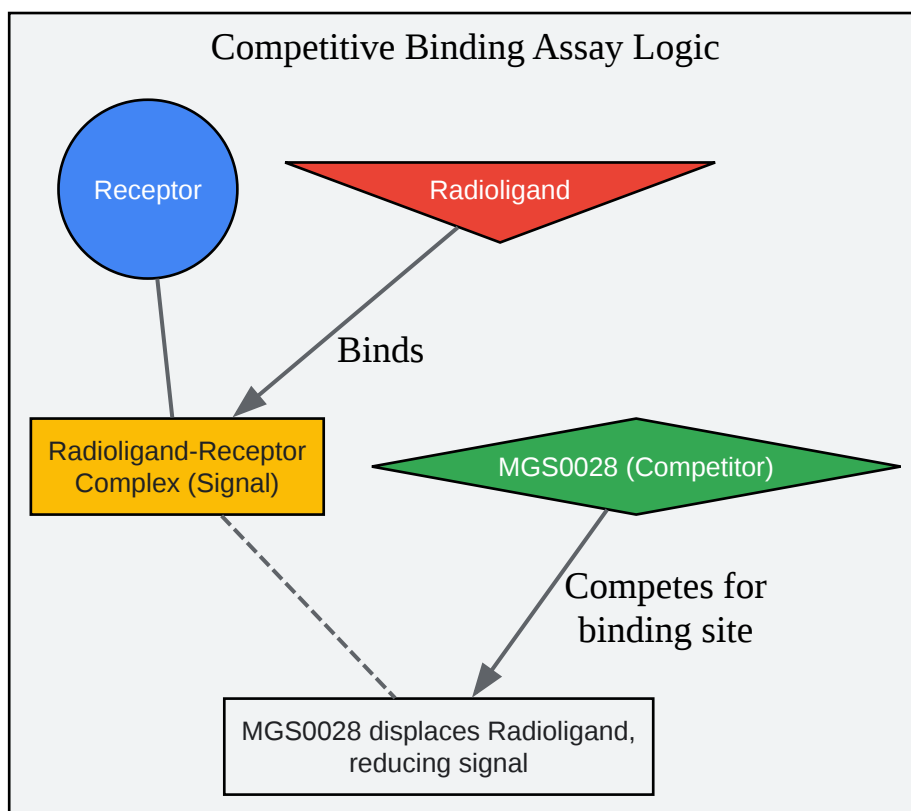 Competitive Binding Assay Logic
Receptor
Radioligand
Binds
Radioligand-Receptor
Complex (Signal)
MGS0028 (Competitor)
Competes for
binding site
MGS0028 displaces Radioligand,
reducing signal